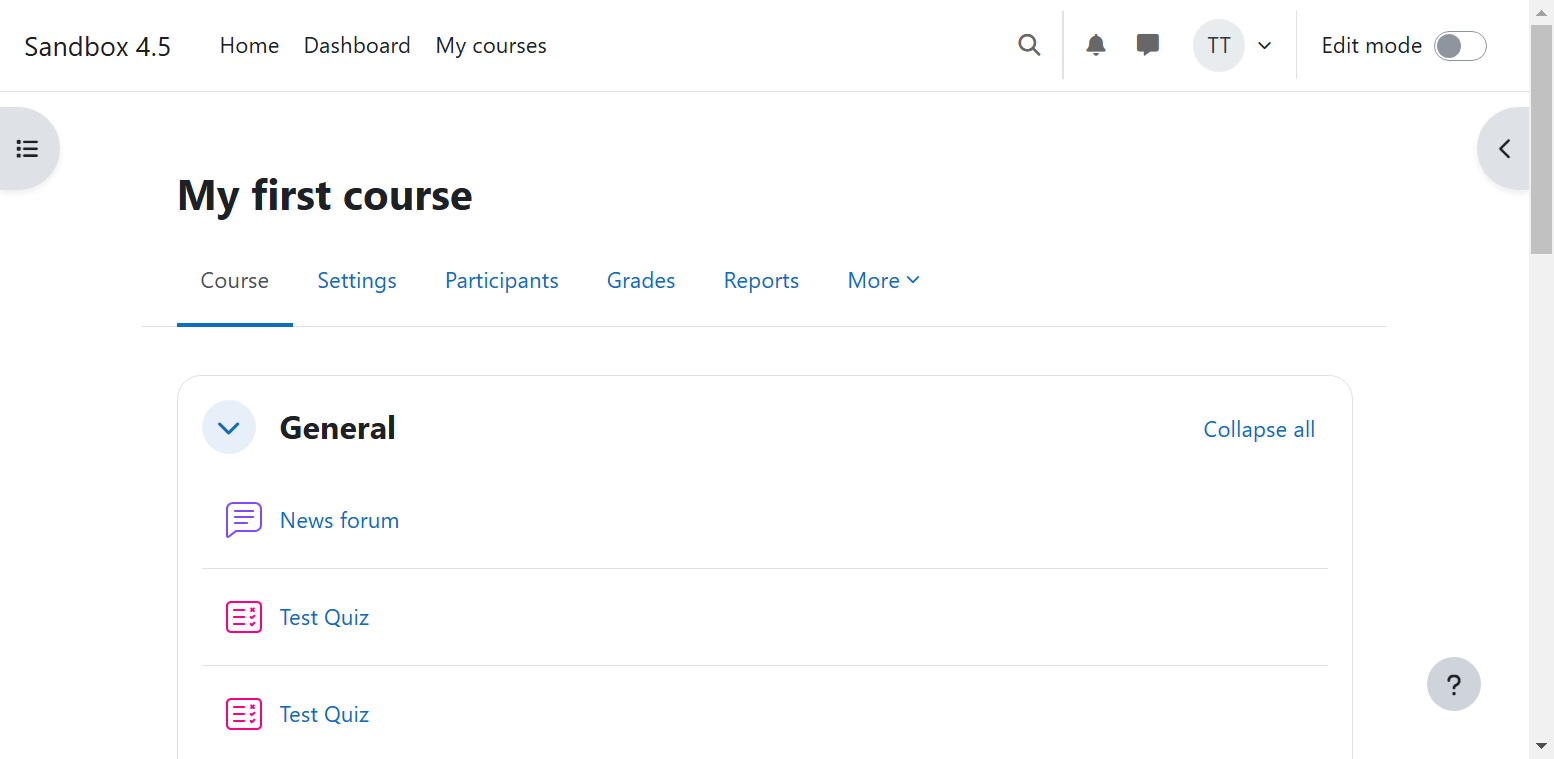 Sandbox 4.5 Home Dashboard My courses TT Edit mode
My first course
Course Settings Participants Grades Reports More
General Collapse all
News forum
Test Quiz
Test Quiz
?